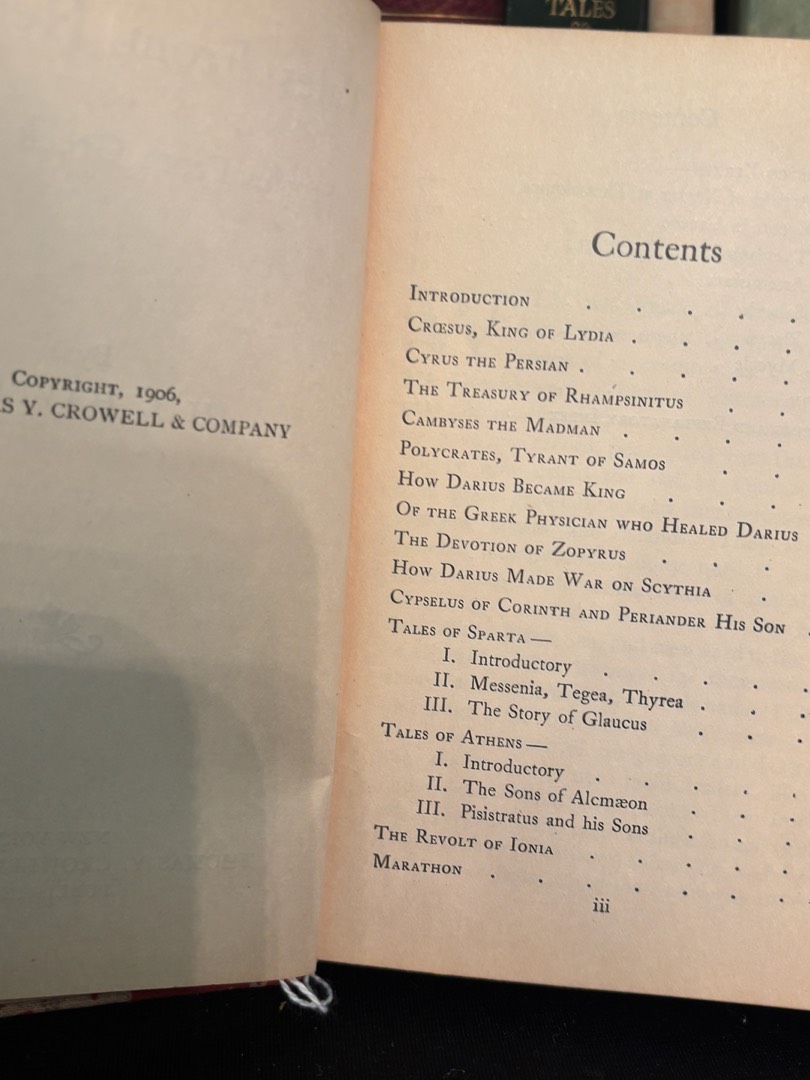 TALES
COPYRIGHT, 1906,
S Y. CROWELL & COMPANY
Contents
INTRODUCTION . . . . .
CRŒSUS, KING OF LYDIA . . . .
CYRUS THE PERSIAN . . . . .
THE TREASURY OF RHAMPSINITUS . .
CAMBYSES THE MADMAN . . . .
POLYCRATES, TYRANT OF SAMOS . .
HOW DARIUS BECAME KING . . .
OF THE GREEK PHYSICIAN WHO HEALED DARIUS
THE DEVOTION OF ZOPYRUS . . .
HOW DARIUS MADE WAR ON SCYTHIA .
CYPSELUS OF CORINTH AND PERIANDER HIS SON .
TALES OF SPARTA —
I. Introductory . . . . .
II. Messenia, Tegea, Thyrea . . .
III. The Story of Glaucus . . .
TALES OF ATHENS —
I. Introductory . . . . .
II. The Sons of Alcmæon . . .
III. Pisistratus and his Sons . . .
THE REVOLT OF IONIA . . . . .
MARATHON . . . . . . .
iii